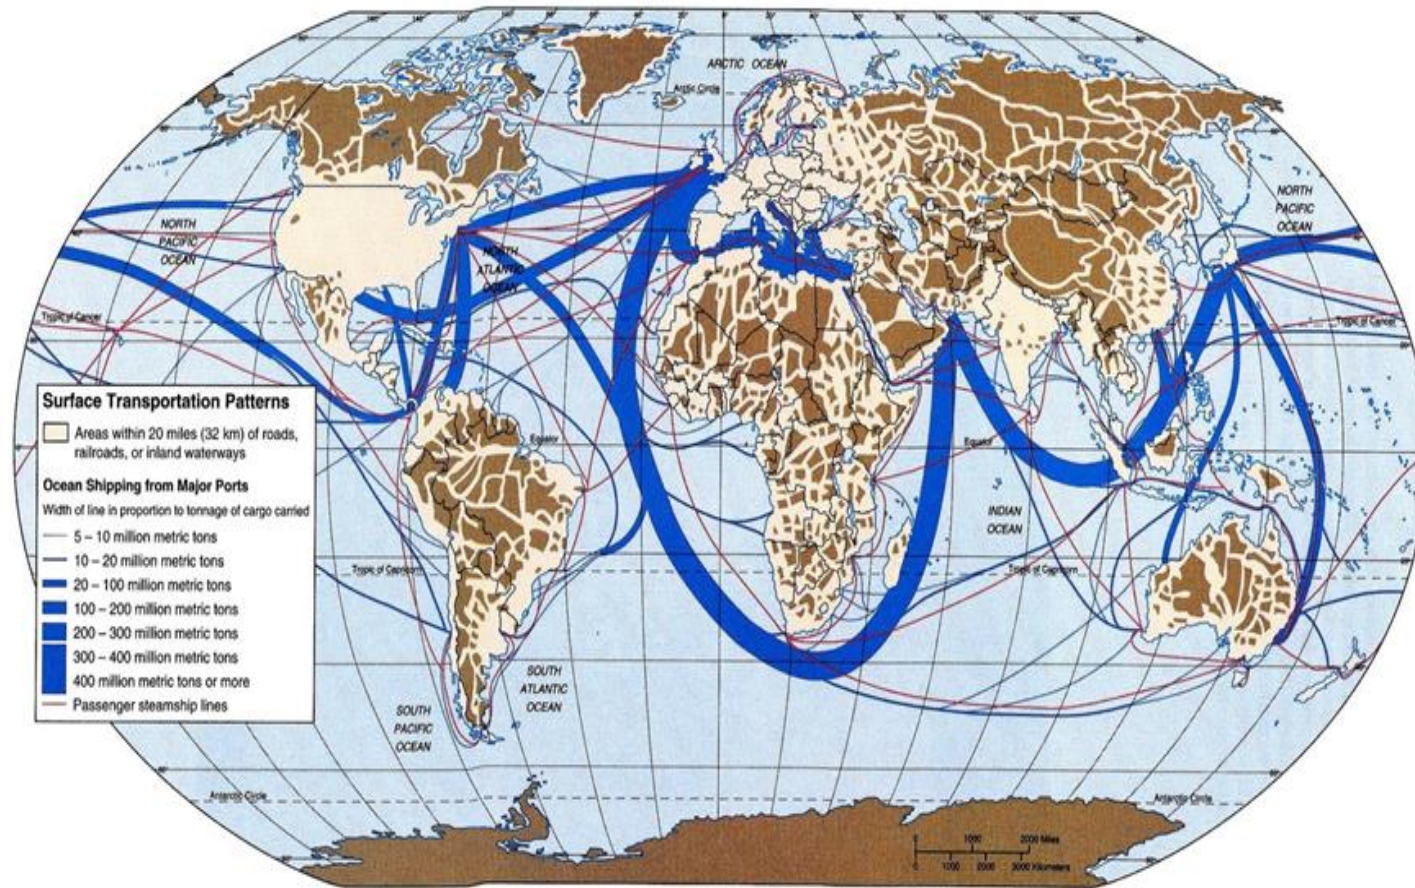 ARCTIC OCEAN
Arctic Circle
NORTH
PACIFIC
OCEAN
NORTH
ATLANTIC
OCEAN
NORTH
PACIFIC
OCEAN
Tropic of Cancer
Tropic of Cancer
Surface Transportation Patterns
Areas within 20 miles (32 km) of roads,
railroads, or inland waterways
Ocean Shipping from Major Ports
Width of line in proportion to tonnage of cargo carried
5 – 10 million metric tons
10 – 20 million metric tons
20 – 100 million metric tons
100 – 200 million metric tons
200 – 300 million metric tons
300 – 400 million metric tons
400 million metric tons or more
Passenger steamship lines
Equator
Equator
INDIAN
OCEAN
Tropic of Capricorn
Tropic of Capricorn
SOUTH
ATLANTIC
OCEAN
SOUTH
PACIFIC
OCEAN
Antarctic Circle
Antarctic Circle
0 1000 2000 Miles
0 1000 2000 3000 Kilometers